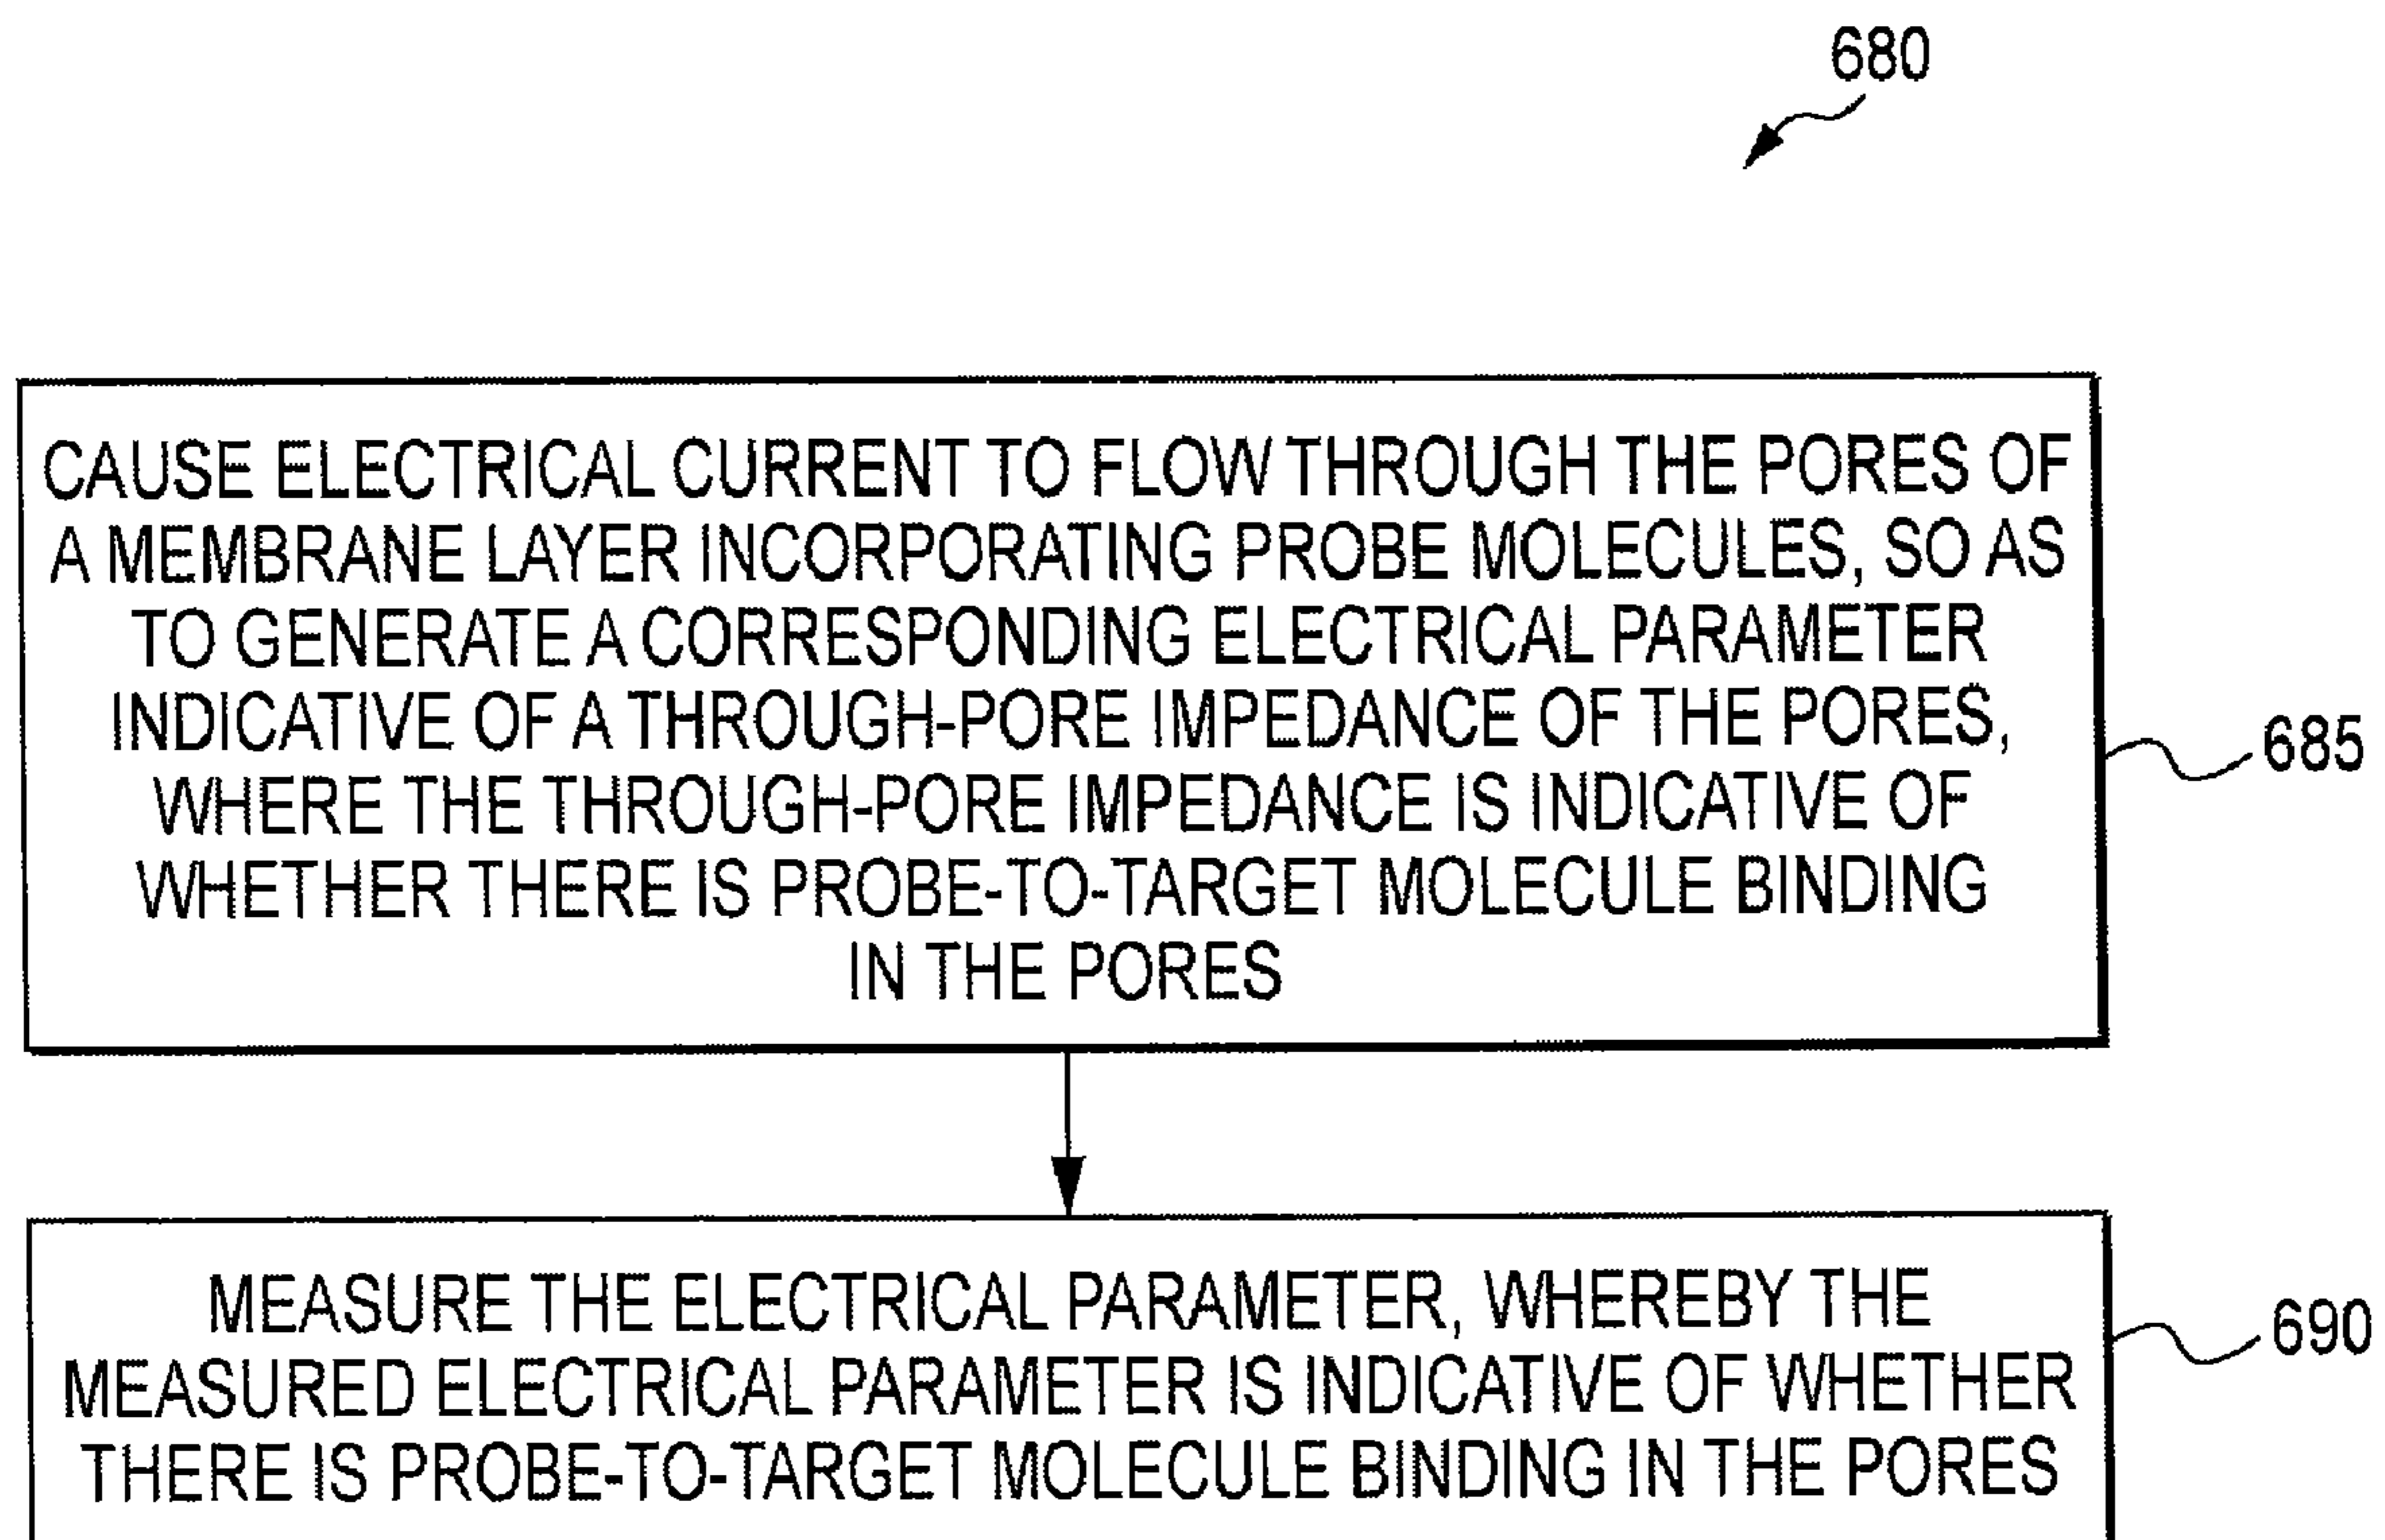 680
CAUSE ELECTRICAL CURRENT TO FLOW THROUGH THE PORES OF
A MEMBRANE LAYER INCORPORATING PROBE MOLECULES, SO AS
TO GENERATE A CORRESPONDING ELECTRICAL PARAMETER
INDICATIVE OF A THROUGH-PORE IMPEDANCE OF THE PORES,
WHERE THE THROUGH-PORE IMPEDANCE IS INDICATIVE OF
WHETHER THERE IS PROBE-TO-TARGET MOLECULE BINDING
IN THE PORES
685
MEASURE THE ELECTRICAL PARAMETER, WHEREBY THE
MEASURED ELECTRICAL PARAMETER IS INDICATIVE OF WHETHER
THERE IS PROBE-TO-TARGET MOLECULE BINDING IN THE PORES
690